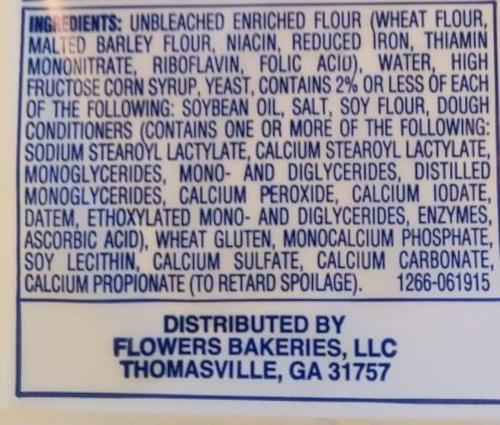 INGREDIENTS: UNBLEACHED ENRICHED FLOUR (WHEAT FLOUR,
MALTED BARLEY FLOUR, NIACIN, REDUCED IRON, THIAMIN
MONONITRATE, RIBOFLAVIN, FOLIC ACID), WATER, HIGH
FRUCTOSE CORN SYRUP, YEAST, CONTAINS 2% OR LESS OF EACH
OF THE FOLLOWING: SOYBEAN OIL, SALT, SOY FLOUR, DOUGH
CONDITIONERS (CONTAINS ONE OR MORE OF THE FOLLOWING:
SODIUM STEAROYL LACTYLATE, CALCIUM STEAROYL LACTYLATE,
MONOGLYCERIDES, MONO- AND DIGLYCERIDES, DISTILLED
MONOGLYCERIDES, CALCIUM PEROXIDE, CALCIUM IODATE,
DATEM, ETHOXYLATED MONO- AND DIGLYCERIDES, ENZYMES,
ASCORBIC ACID), WHEAT GLUTEN, MONOCALCIUM PHOSPHATE,
SOY LECITHIN, CALCIUM SULFATE, CALCIUM CARBONATE,
CALCIUM PROPIONATE (TO RETARD SPOILAGE). 1266-061915
DISTRIBUTED BY
FLOWERS BAKERIES, LLC
THOMASVILLE, GA 31757